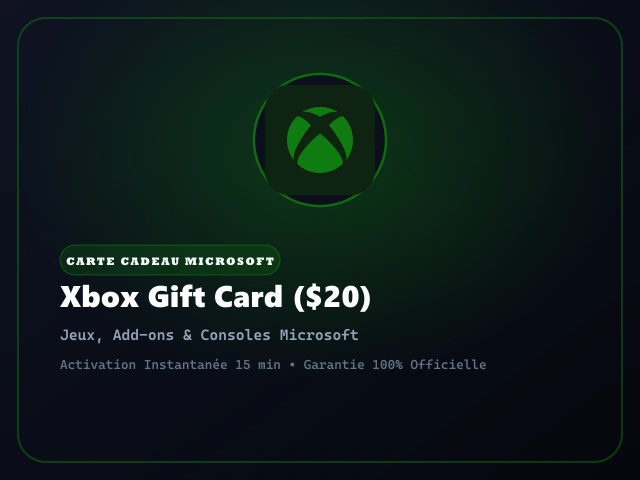 CARTE CADEAU MICROSOFT
Xbox Gift Card ($20)
Jeux, Add-ons & Consoles Microsoft
Activation Instantanée 15 min • Garantie 100% Officielle